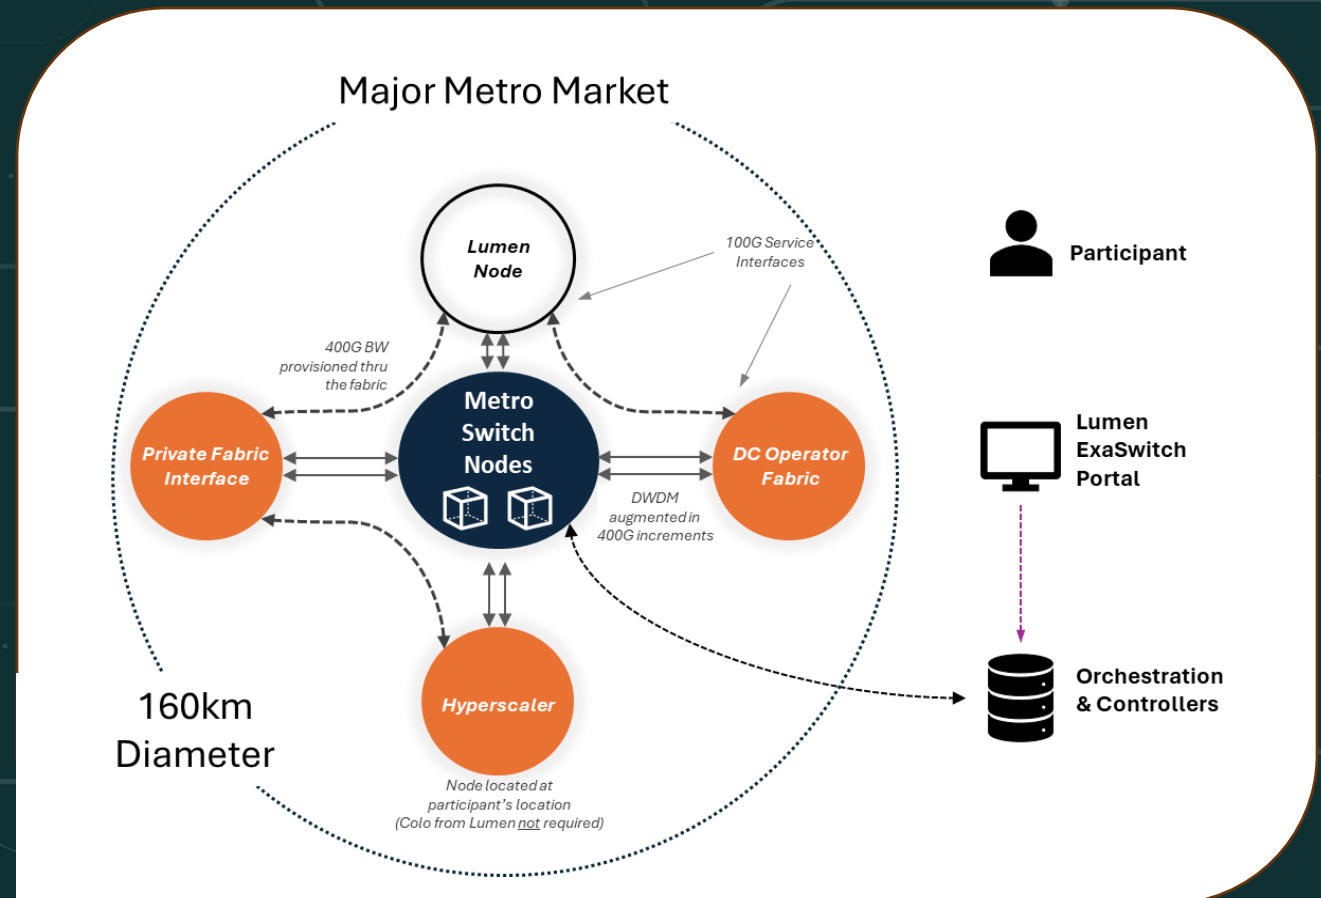 Major Metro Market
Lumen
Node
100G Service
Interfaces
Participant
400G BW
provisioned thru
the fabric
Metro
Switch
Nodes
Private Fabric
Interface
DC Operator
Fabric
Lumen
ExaSwitch
Portal
DWDM
augmented in
400G increments
160km
Diameter
Hyperscaler
Orchestration
& Controllers
Node located at
participant's location
(Colo from Lumen not required)